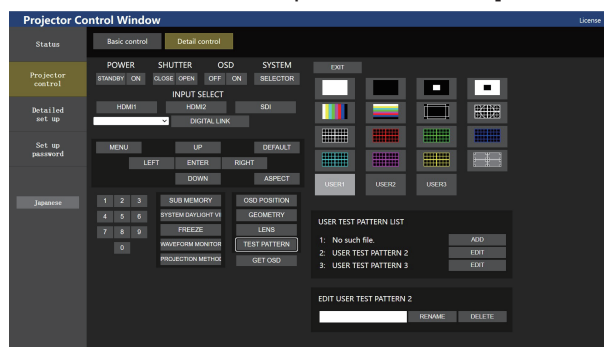 Projector Control Window
License
Status
Projector
control
Detailed
set up
Set up
password
Japanese
Basic control
Detail control
POWER
SHUTTER
OSD
SYSTEM
STANDBY
ON
CLOSE
OPEN
OFF
ON
SELECTOR
INPUT SELECT
HDMI1
HDMI2
SDI
DIGITAL LINK
MENU
UP
DEFAULT
LEFT
ENTER
RIGHT
DOWN
ASPECT
1 2 3
4 5 6
7 8 9
0
SUB MEMORY
SYSTEM DAYLIGHT VI
FREEZE
WAVEFORM MONITOR
PROJECTION METHOD
OSD POSITION
GEOMETRY
LENS
TEST PATTERN
GET OSD
EXIT
USER1
USER2
USER3
USER TEST PATTERN LIST
1: No such file.
ADD
2: USER TEST PATTERN 2
EDIT
3: USER TEST PATTERN 3
EDIT
EDIT USER TEST PATTERN 2
RENAME
DELETE